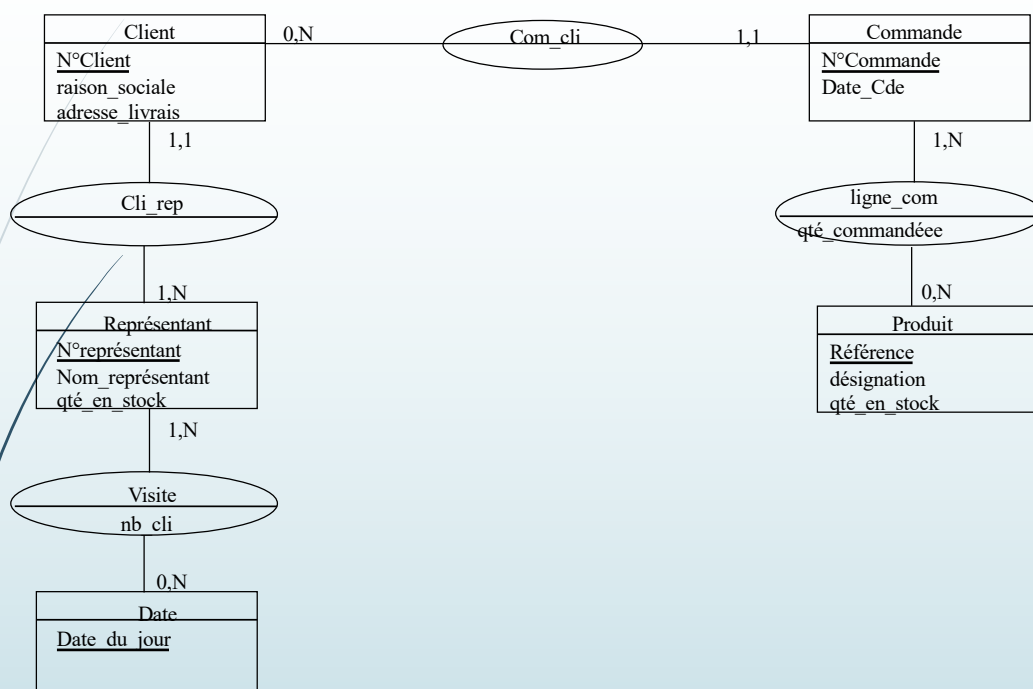 Client
0,N
Com_cli
1,1
Commande
N°Client
raison_sociale
adresse_livrais
N°Commande
Date_Cde
1,1
1,N
Cli_rep
ligne_com
qté_commandéee
1,N
0,N
Représentant
N°représentant
Nom_représentant
qté_en_stock
Produit
Référence
désignation
qté_en_stock
1,N
Visite
nb_cli
0,N
Date
Date_du_jour